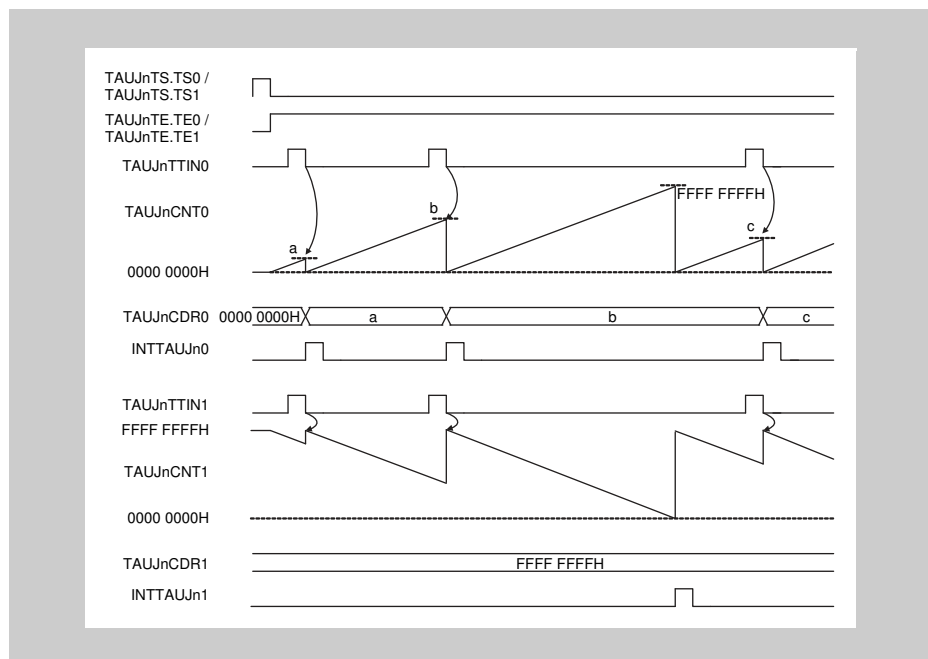 TAUJnTS.TS0 /
TAUJnTS.TS1
TAUJnTE.TE0 /
TAUJnTE.TE1
TAUJnTTIN0
FFFF FFFFH
TAUJnCNT0
b
c
a
0000 0000H
TAUJnCDR0 0000 0000H a b c
INTTAUJn0
TAUJnTTIN1
FFFF FFFFH
TAUJnCNT1
0000 0000H
TAUJnCDR1 FFFF FFFFH
INTTAUJn1